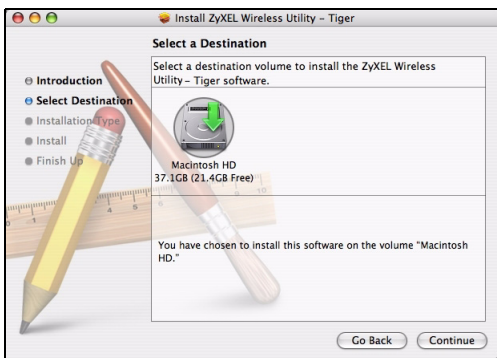 Install ZyXEL Wireless Utility – Tiger
Select a Destination
Introduction
Select Destination
Installation Type
Install
Finish Up
Select a destination volume to install the ZyXEL Wireless
Utility – Tiger software.
Macintosh HD
37.1GB (21.4GB Free)
You have chosen to install this software on the volume "Macintosh
HD."
Go Back
Continue